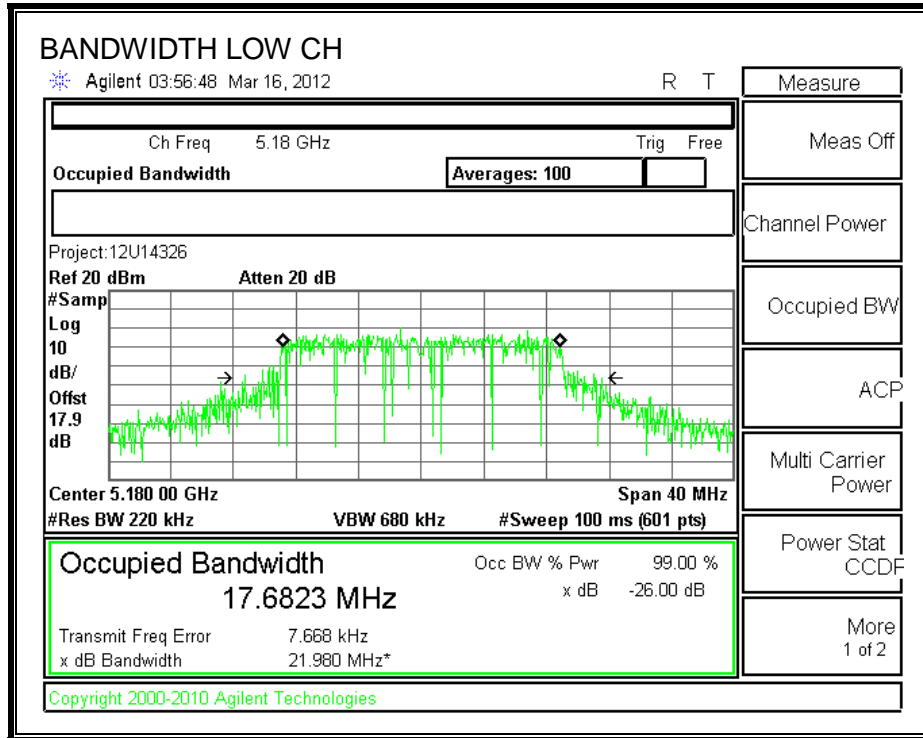 BANDWIDTH LOW CH
Agilent 03:56:48 Mar 16, 2012 R T
Ch Freq 5.18 GHz Trig Free
Occupied Bandwidth Averages: 100
Project:12U14326
Ref 20 dBm Atten 20 dB
#Samp
Log
10
dB/
Offst
17.9
dB
Center 5.180 00 GHz Span 40 MHz
#Res BW 220 kHz VBW 680 kHz #Sweep 100 ms (601 pts)
Occupied Bandwidth Occ BW % Pwr 99.00 %
17.6823 MHz x dB -26.00 dB
Transmit Freq Error 7.668 kHz
x dB Bandwidth 21.980 MHz*
Copyright 2000-2010 Agilent Technologies
Measure
Meas Off
Channel Power
Occupied BW
ACP
Multi Carrier
Power
Power Stat
CCDF
More
1 of 2